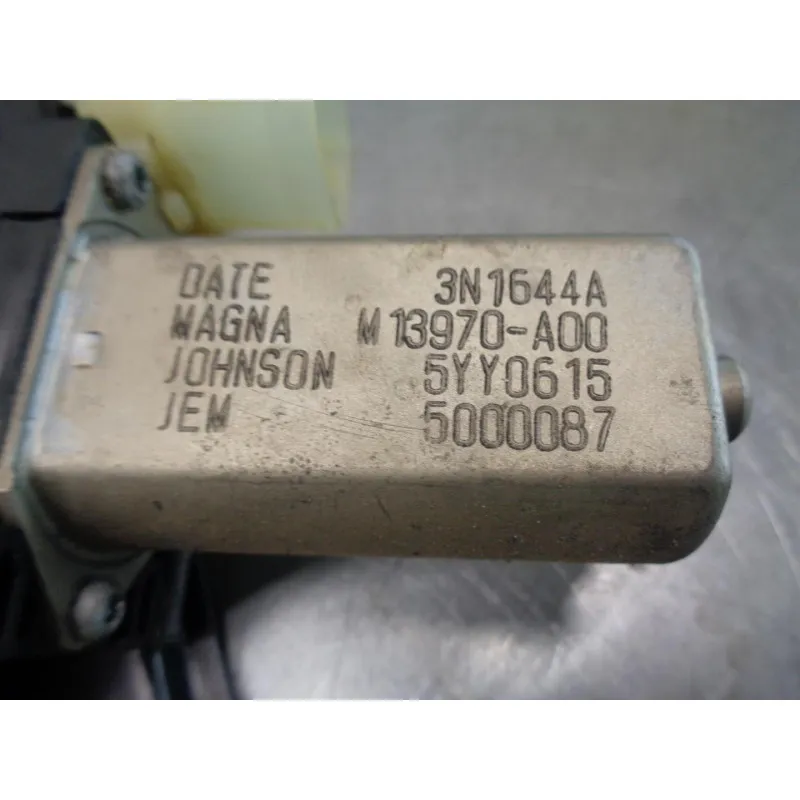 DATE 3N1644A
MAGNA M13970-A00
JOHNSON 5YY0615
JEM 5000087